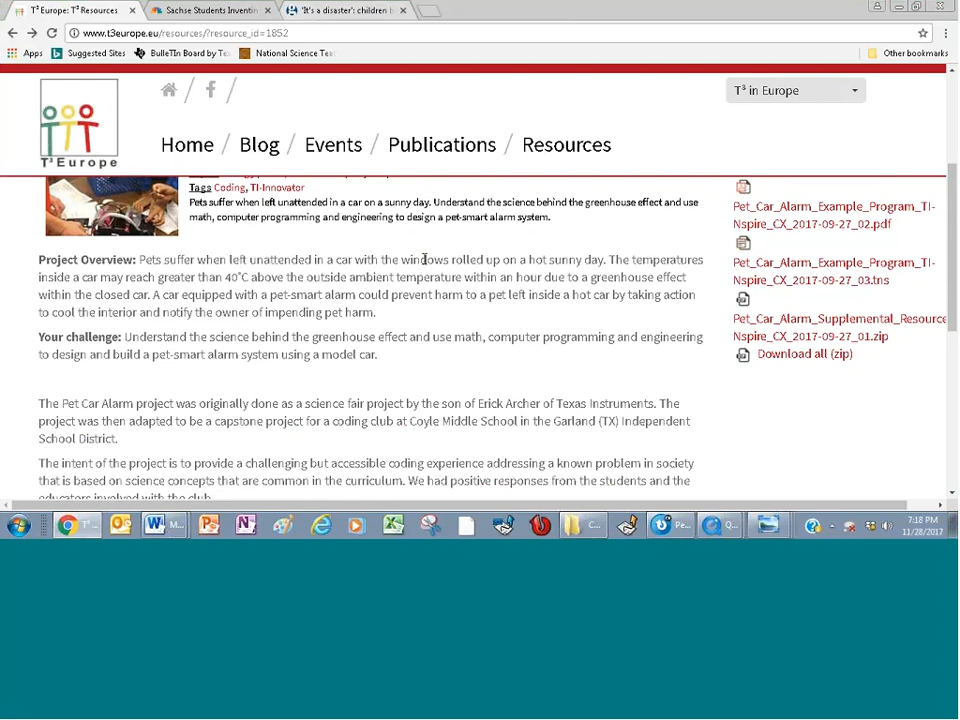 T³ Europe: T³ Resources
Sachse Students Inventin
'It's a disaster': children b
www.t3europe.eu/resources/?resource_id=1852
Apps
Suggested Sites
BulleTIn Board by Te
National Science Tea
Other bookmarks
T³ Europe
T³ in Europe
Home / Blog / Events / Publications / Resources
Tags Coding, TI-Innovator
Pets suffer when left unattended in a car on a sunny day. Understand the science behind the greenhouse effect and use
math, computer programming and engineering to design a pet-smart alarm system.
Project Overview: Pets suffer when left unattended in a car with the windows rolled up on a hot sunny day. The temperatures
inside a car may reach greater than 40°C above the outside ambient temperature within an hour due to a greenhouse effect
within the closed car. A car equipped with a pet-smart alarm could prevent harm to a pet left inside a hot car by taking action
to cool the interior and notify the owner of impending pet harm.
Your challenge: Understand the science behind the greenhouse effect and use math, computer programming and engineering
to design and build a pet-smart alarm system using a model car.
The Pet Car Alarm project was originally done as a science fair project by the son of Erick Archer of Texas Instruments. The
project was then adapted to be a capstone project for a coding club at Coyle Middle School in the Garland (TX) Independent
School District.
The intent of the project is to provide a challenging but accessible coding experience addressing a known problem in society
that is based on science concepts that are common in the curriculum. We had positive responses from the students and the
educators involved with the club.
Pet_Car_Alarm_Example_Program_TI-
Nspire_CX_2017-09-27_02.pdf
Pet_Car_Alarm_Example_Program_TI-
Nspire_CX_2017-09-27_03.tns
Pet_Car_Alarm_Supplemental_Resource
Nspire_CX_2017-09-27_01.zip
Download all (zip)
T³ ...
M...
C...
Pe...
Q...
7:18 PM
11/28/2017